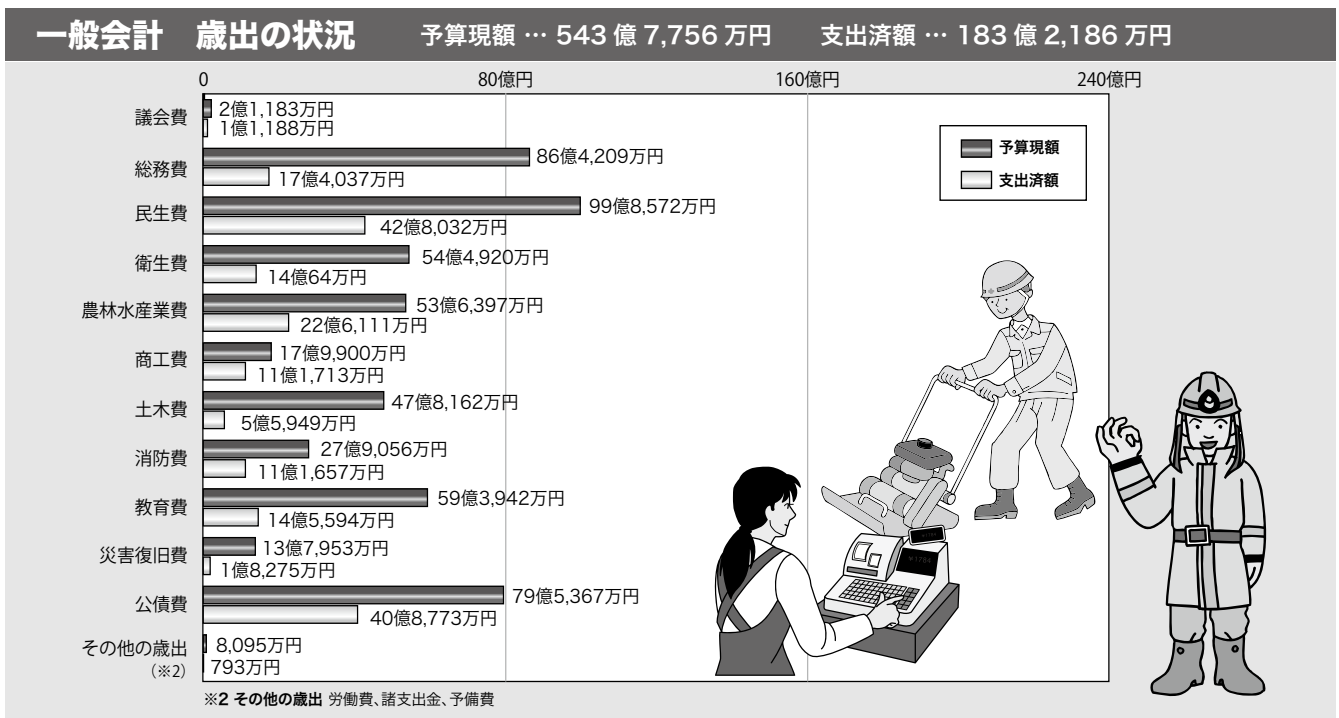 一般会計 歳出の状況 予算現額 … 543 億 7,756 万円 支出済額 … 183 億 2,186 万円
0 80億円 160億円 240億円
議会費 2億1,183万円
1億1,188万円
総務費 86億4,209万円
17億4,037万円
民生費 99億8,572万円
42億8,032万円
衛生費 54億4,920万円
14億64万円
農林水産業費 53億6,397万円
22億6,111万円
商工費 17億9,900万円
11億1,713万円
土木費 47億8,162万円
5億5,949万円
消防費 27億9,056万円
11億1,657万円
教育費 59億3,942万円
14億5,594万円
災害復旧費 13億7,953万円
1億8,275万円
公債費 79億5,367万円
40億8,773万円
その他の歳出 8,095万円
(※2) 793万円
予算現額
支出済額
※2 その他の歳出 労働費、諸支出金、予備費